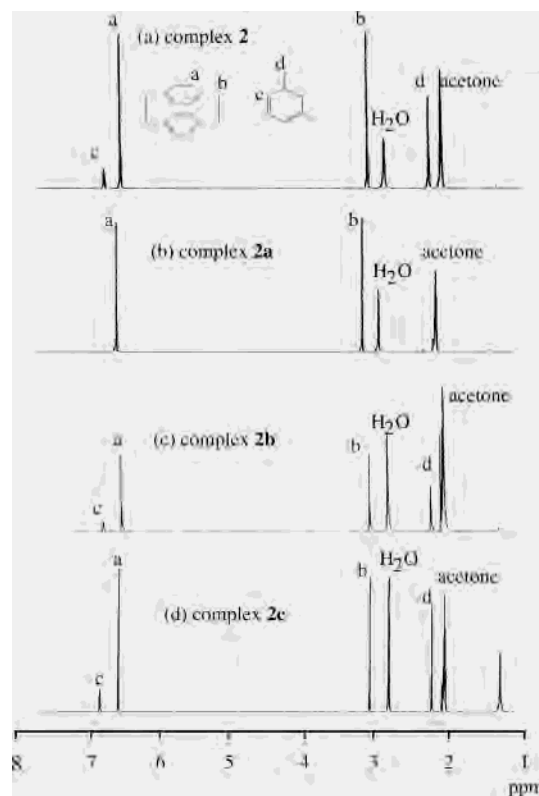 a b
(a) complex 2
d
a b
c
d acetone
H2O
c
a b
(b) complex 2a
acetone
H2O
acetone
H2O
a (c) complex 2b b
d
c
a b H2O
acetone
(d) complex 2c
d
c
8 7 6 5 4 3 2 1
ppm